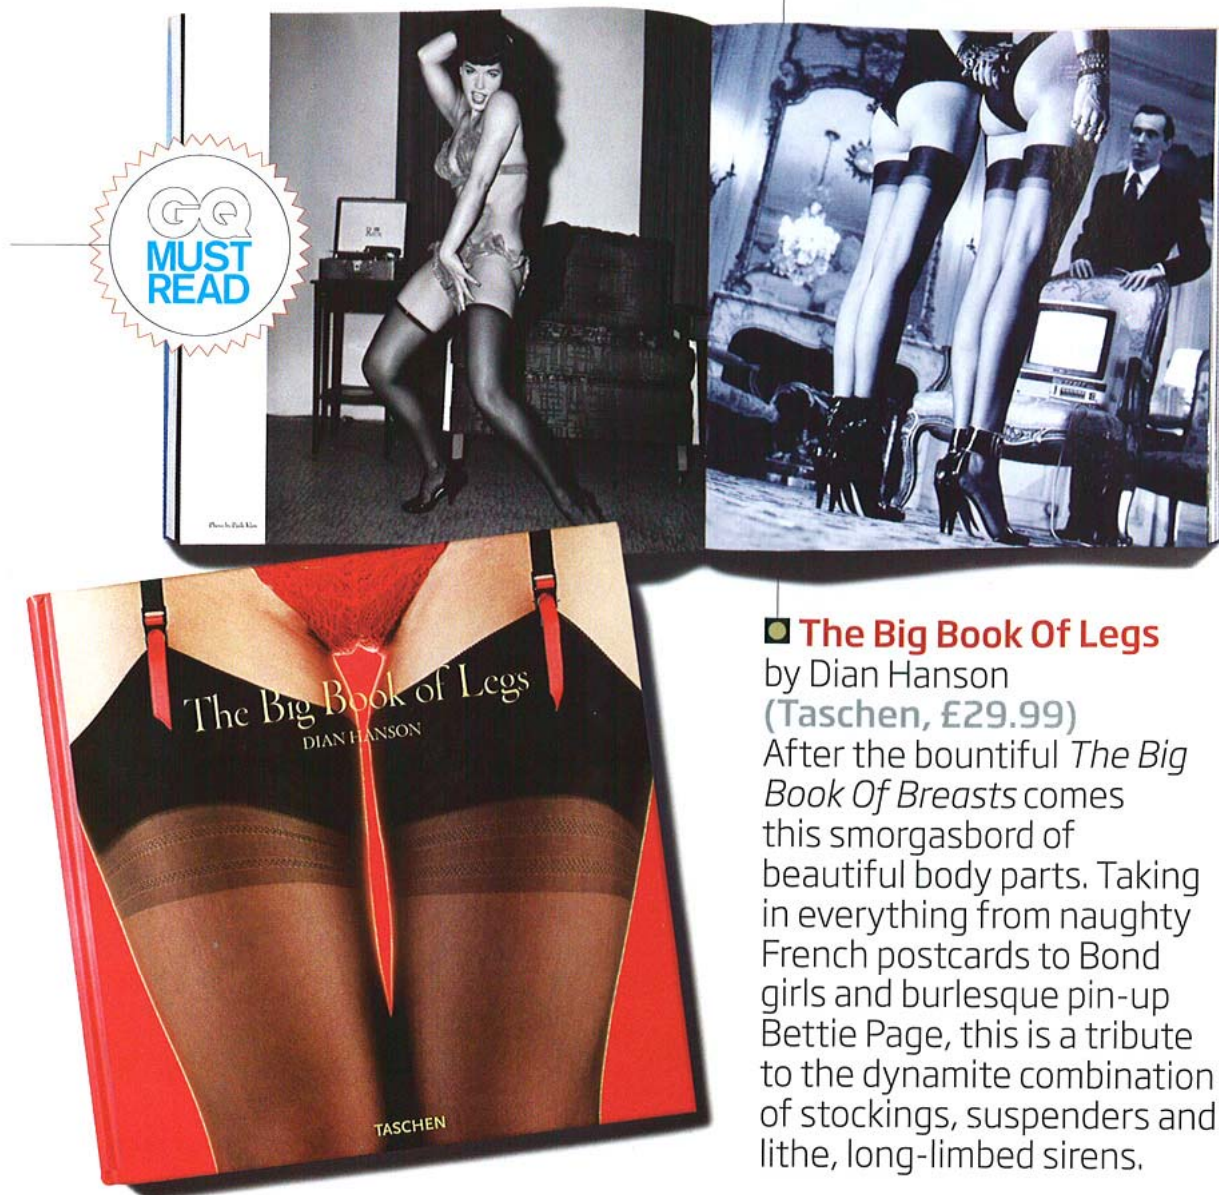 GQ
MUST
READ
The Big Book of Legs
DIAN HANSON
TASCHEN
The Big Book Of Legs
by Dian Hanson
(Taschen, £29.99)
After the bountiful The Big
Book Of Breasts comes
this smorgasbord of
beautiful body parts. Taking
in everything from naughty
French postcards to Bond
girls and burlesque pin-up
Bettie Page, this is a tribute
to the dynamite combination
of stockings, suspenders and
lithe, long-limbed sirens.